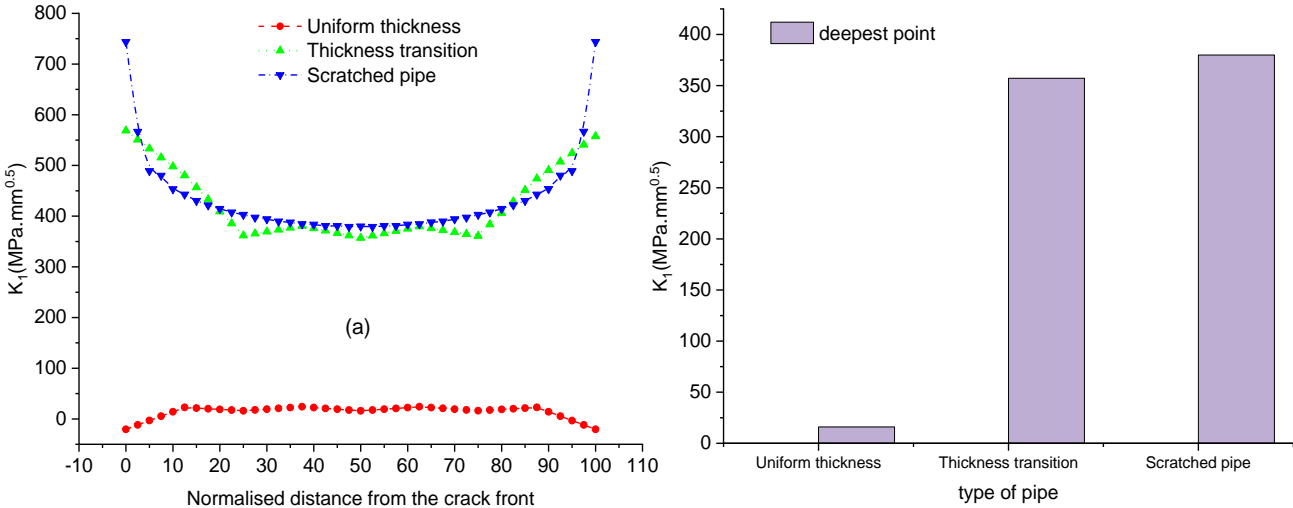 Uniform thickness
Thickness transition
Scratched pipe
800
700
600
500
400
300
200
100
0
K1(MPa.mm0.5)
(a)
-10 0 10 20 30 40 50 60 70 80 90 100 110
Normalised distance from the crack front
deepest point
400
350
300
250
200
150
100
50
0
K1(MPa.mm0.5)
Uniform thickness Thickness transition Scratched pipe
type of pipe